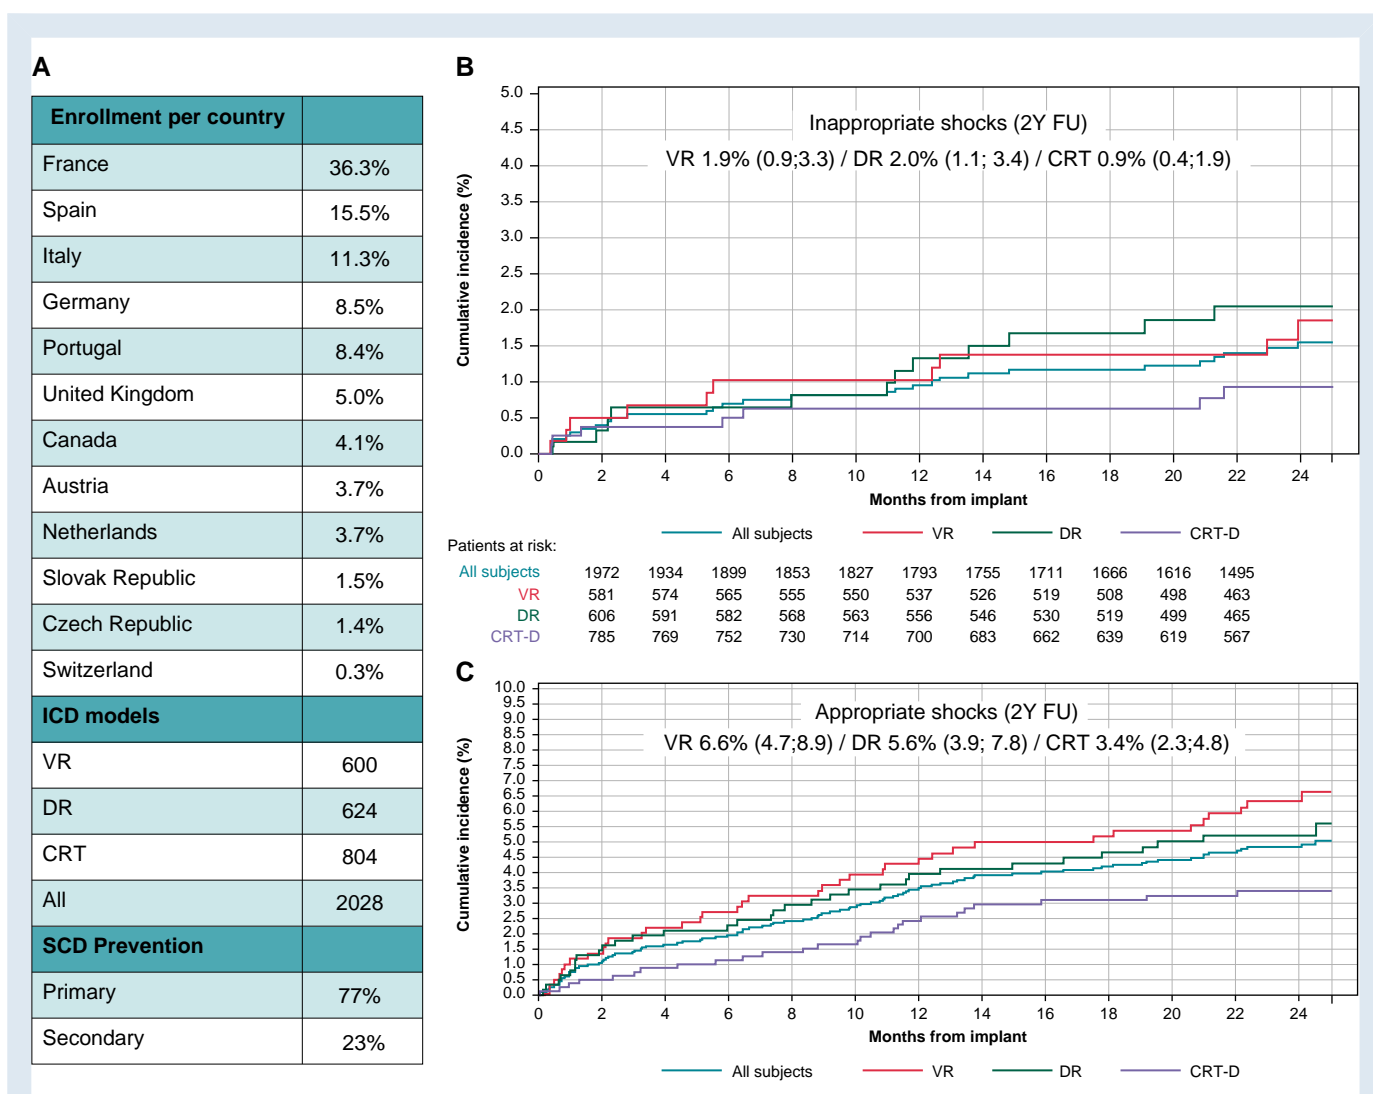 A
Enrollment per country
France 36.3%
Spain 15.5%
Italy 11.3%
Germany 8.5%
Portugal 8.4%
United Kingdom 5.0%
Canada 4.1%
Austria 3.7%
Netherlands 3.7%
Slovak Republic 1.5%
Czech Republic 1.4%
Switzerland 0.3%
ICD models
VR 600
DR 624
CRT 804
All 2028
SCD Prevention
Primary 77%
Secondary 23%
B
Inappropriate shocks (2Y FU)
VR 1.9% (0.9;3.3) / DR 2.0% (1.1; 3.4) / CRT 0.9% (0.4;1.9)
Cumulative incidence (%)
5.0
4.5
4.0
3.5
3.0
2.5
2.0
1.5
1.0
0.5
0.0
0 2 4 6 8 10 12 14 16 18 20 22 24
Months from implant
All subjects VR DR CRT-D
Patients at risk:
All subjects 1972 1934 1899 1853 1827 1793 1755 1711 1666 1616 1495
VR 581 574 565 555 550 537 526 519 508 498 463
DR 606 591 582 568 563 556 546 530 519 499 465
CRT-D 785 769 752 730 714 700 683 662 639 619 567
C
Appropriate shocks (2Y FU)
VR 6.6% (4.7;8.9) / DR 5.6% (3.9; 7.8) / CRT 3.4% (2.3;4.8)
Cumulative incidence (%)
10.0
9.5
9.0
8.5
8.0
7.5
7.0
6.5
6.0
5.5
5.0
4.5
4.0
3.5
3.0
2.5
2.0
1.5
1.0
0.5
0.0
0 2 4 6 8 10 12 14 16 18 20 22 24
Months from implant
All subjects VR DR CRT-D